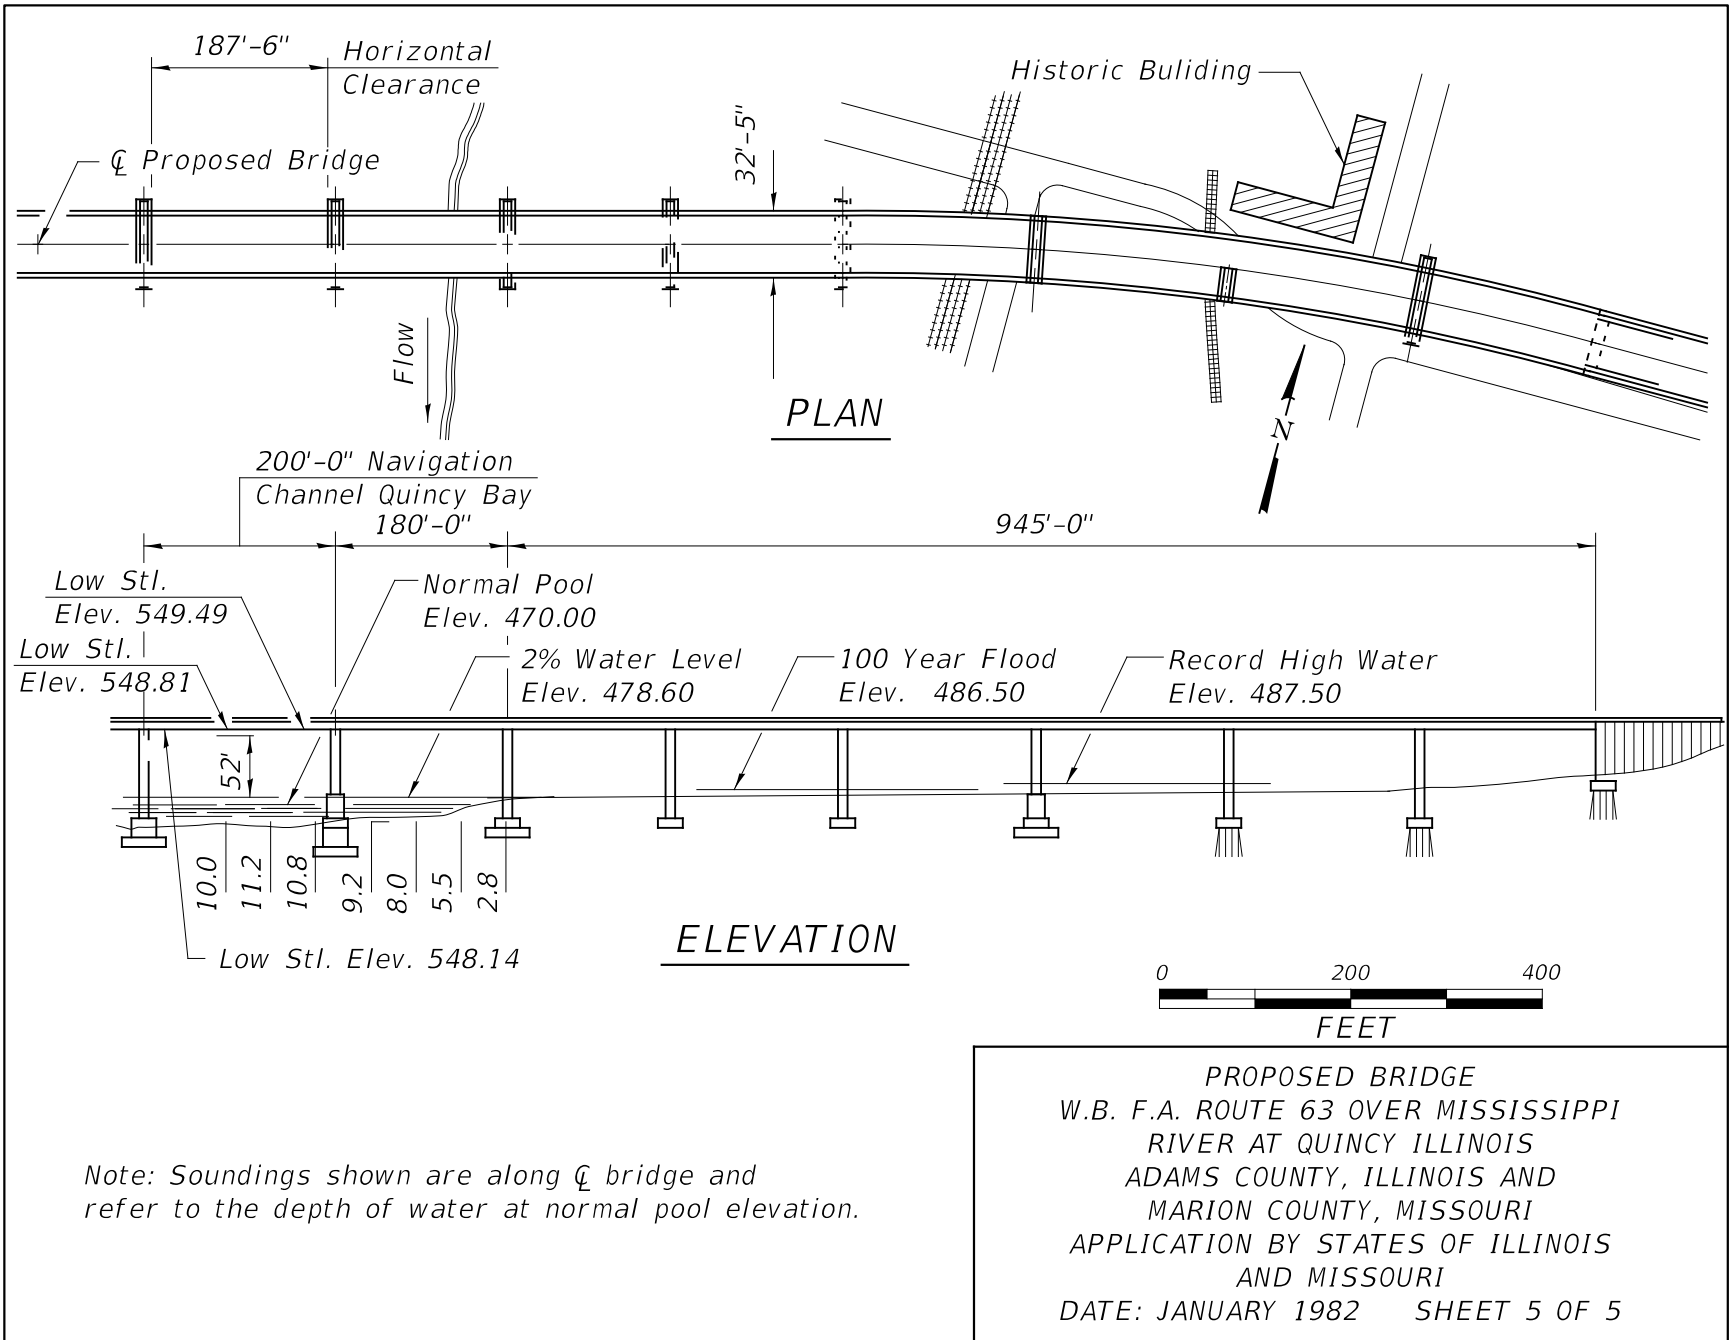 187'-6"
Horizontal
Clearance
Historic Buliding
32'-5"
℄ Proposed Bridge
Flow
PLAN
N
200'-0" Navigation
Channel Quincy Bay
180'-0"
945'-0"
Low Stl.
Elev. 549.49
Normal Pool
Elev. 470.00
Low Stl.
Elev. 548.81
2% Water Level
Elev. 478.60
100 Year Flood
Elev. 486.50
Record High Water
Elev. 487.50
52'
10.0
11.2
10.8
9.2
8.0
5.5
2.8
ELEVATION
Low Stl. Elev. 548.14
0 200 400
FEET
Note: Soundings shown are along ℄ bridge and
refer to the depth of water at normal pool elevation.
PROPOSED BRIDGE
W.B. F.A. ROUTE 63 OVER MISSISSIPPI
RIVER AT QUINCY ILLINOIS
ADAMS COUNTY, ILLINOIS AND
MARION COUNTY, MISSOURI
APPLICATION BY STATES OF ILLINOIS
AND MISSOURI
DATE: JANUARY 1982 SHEET 5 OF 5